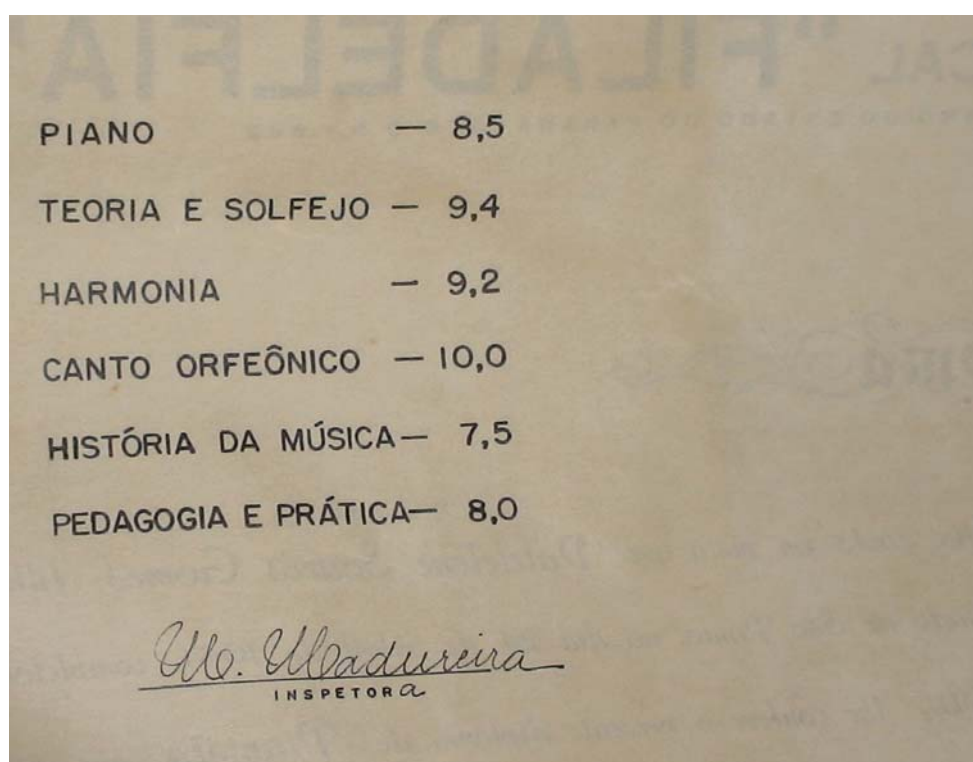 "FILADELFIA"
PIANO — 8,5
TEORIA E SOLFEJO — 9,4
HARMONIA — 9,2
CANTO ORFEÔNICO — 10,0
HISTÓRIA DA MÚSICA — 7,5
PEDAGOGIA E PRÁTICA — 8,0
M. Madureira
INSPETORa